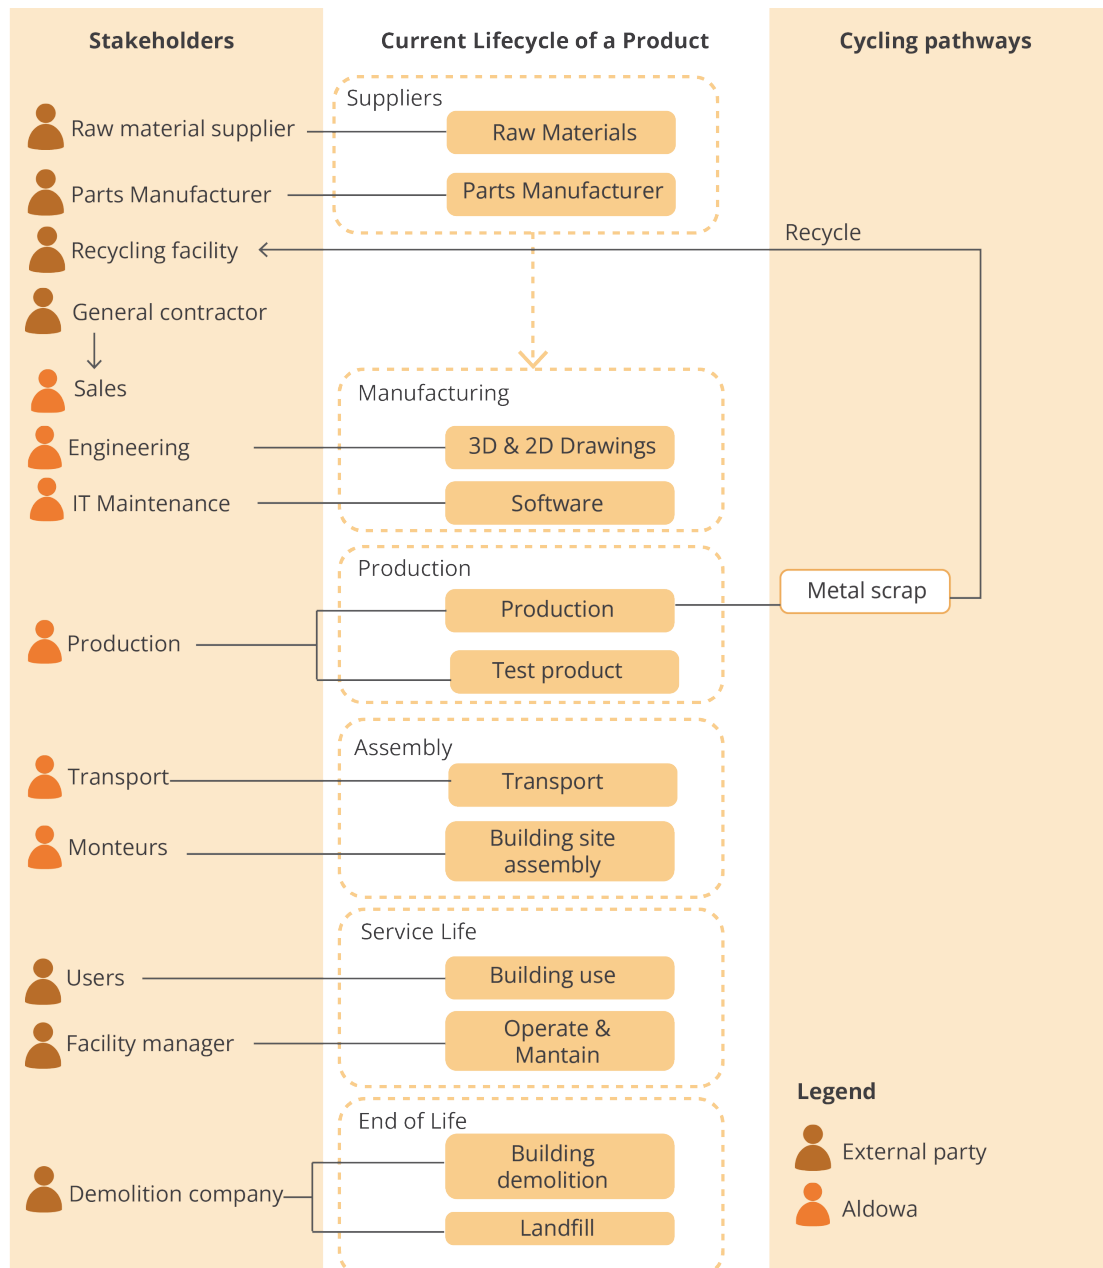 Stakeholders
Current Lifecycle of a Product
Cycling pathways
Suppliers
Raw material supplier
Raw Materials
Parts Manufacturer
Parts Manufacturer
Recycle
Recycling facility
General contractor
Sales
Manufacturing
Engineering
3D & 2D Drawings
IT Maintenance
Software
Production
Production
Metal scrap
Production
Test product
Assembly
Transport
Transport
Monteurs
Building site
assembly
Service Life
Users
Building use
Facility manager
Operate &
Mantain
Legend
External party
Aldowa
End of Life
Building
demolition
Demolition company
Landfill